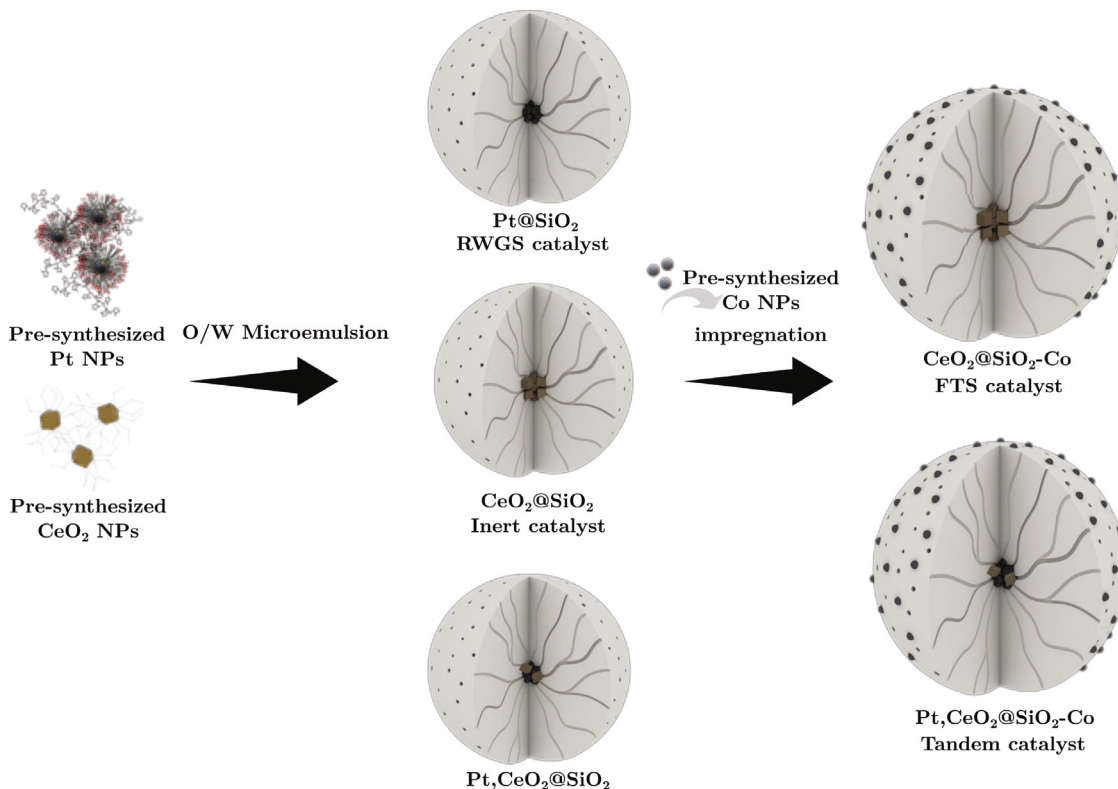 Pre-synthesized
Pt NPs
Pre-synthesized
CeO₂ NPs
O/W Microemulsion
Pt@SiO₂
RWGS catalyst
CeO₂@SiO₂
Inert catalyst
Pt,CeO₂@SiO₂
Pre-synthesized
Co NPs
impregnation
CeO₂@SiO₂-Co
FTS catalyst
Pt,CeO₂@SiO₂-Co
Tandem catalyst